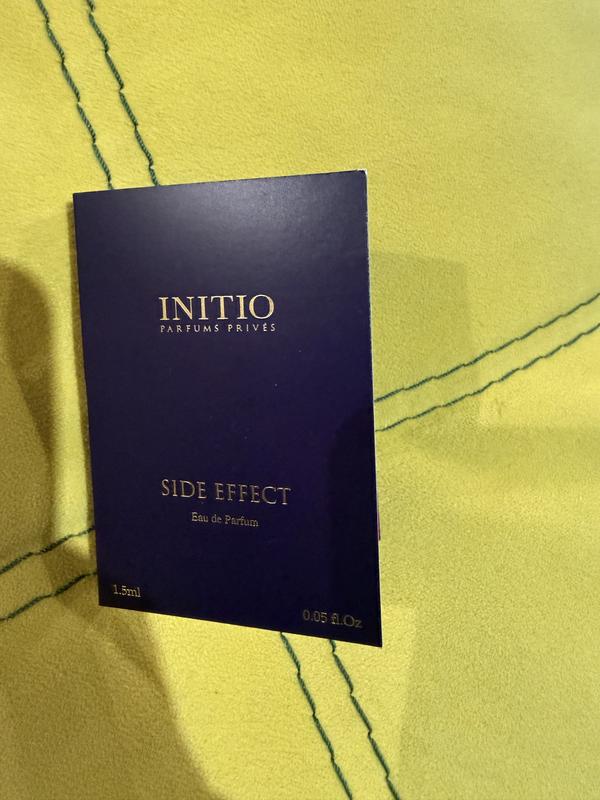 INITIO
PARFUMS PRIVÉS
SIDE EFFECT
Eau de Parfum
1.5ml
0.05 fl.Oz